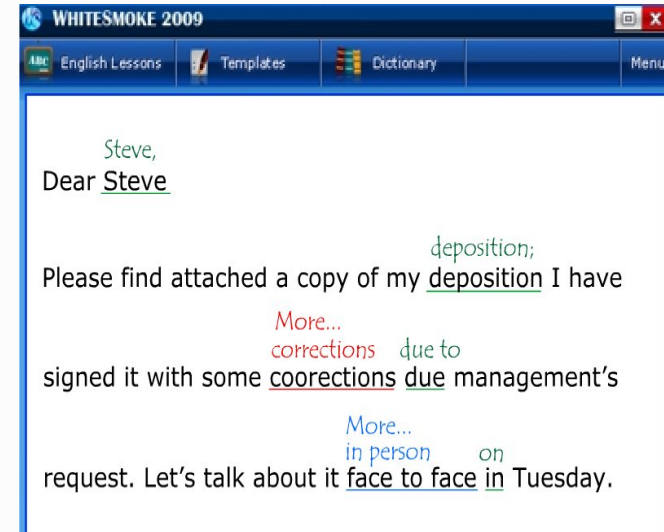 WHITESMOKE 2009
English Lessons Templates Dictionary Menu
Steve,
Dear Steve
deposition;
Please find attached a copy of my deposition I have
More...
corrections due to
signed it with some coorections due management's
More...
in person on
request. Let's talk about it face to face in Tuesday.